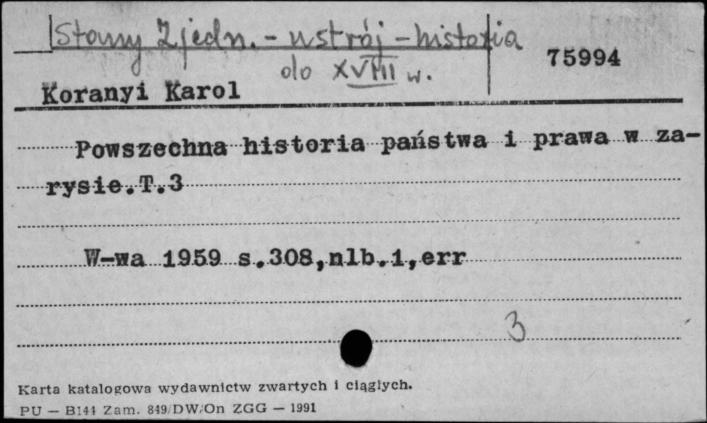 Stany Zjedn. - ustrój - historia
do XVIII w.
75994
Koranyi Karol
Powszechna historia państwa i prawa w za-
rysie.T.3
W-wa 1959 s.308,nlb.1,err
3
Karta katalogowa wydawnictw zwartych i ciągłych.
PU — B144 Zam. 849/DW/On ZGG — 1991